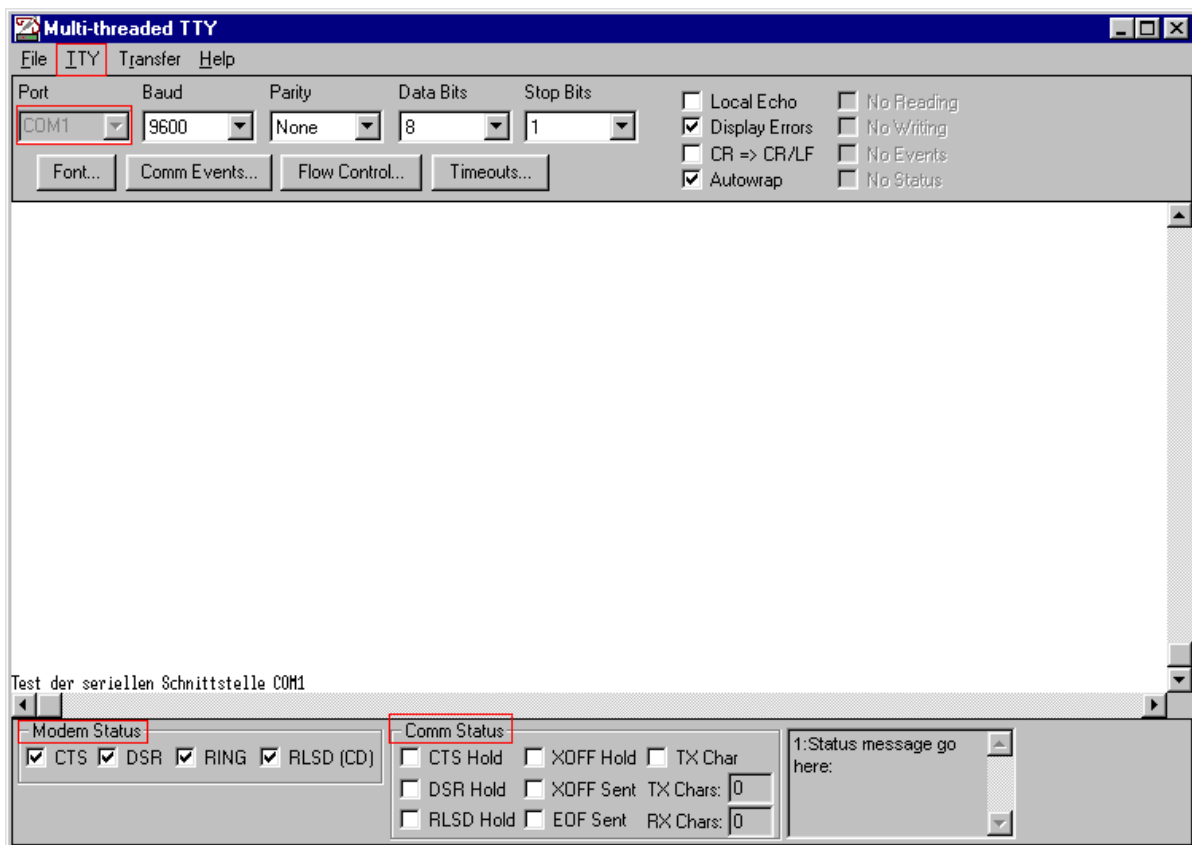 Multi-threaded TTY
File TTY Transfer Help
Port Baud Parity Data Bits Stop Bits
COM1 9600 None 8 1
Font... Comm Events... Flow Control... Timeouts...
Local Echo No Reading
Display Errors No Writing
CR => CR/LF No Events
Autowrap No Status
Test der seriellen Schnittstelle COM1
Modem Status
CTS DSR RING RLSD (CD)
Comm Status
CTS Hold XOFF Hold TX Char
DSR Hold XOFF Sent TX Chars: 0
RLSD Hold EOF Sent RX Chars: 0
1:Status message go
here: